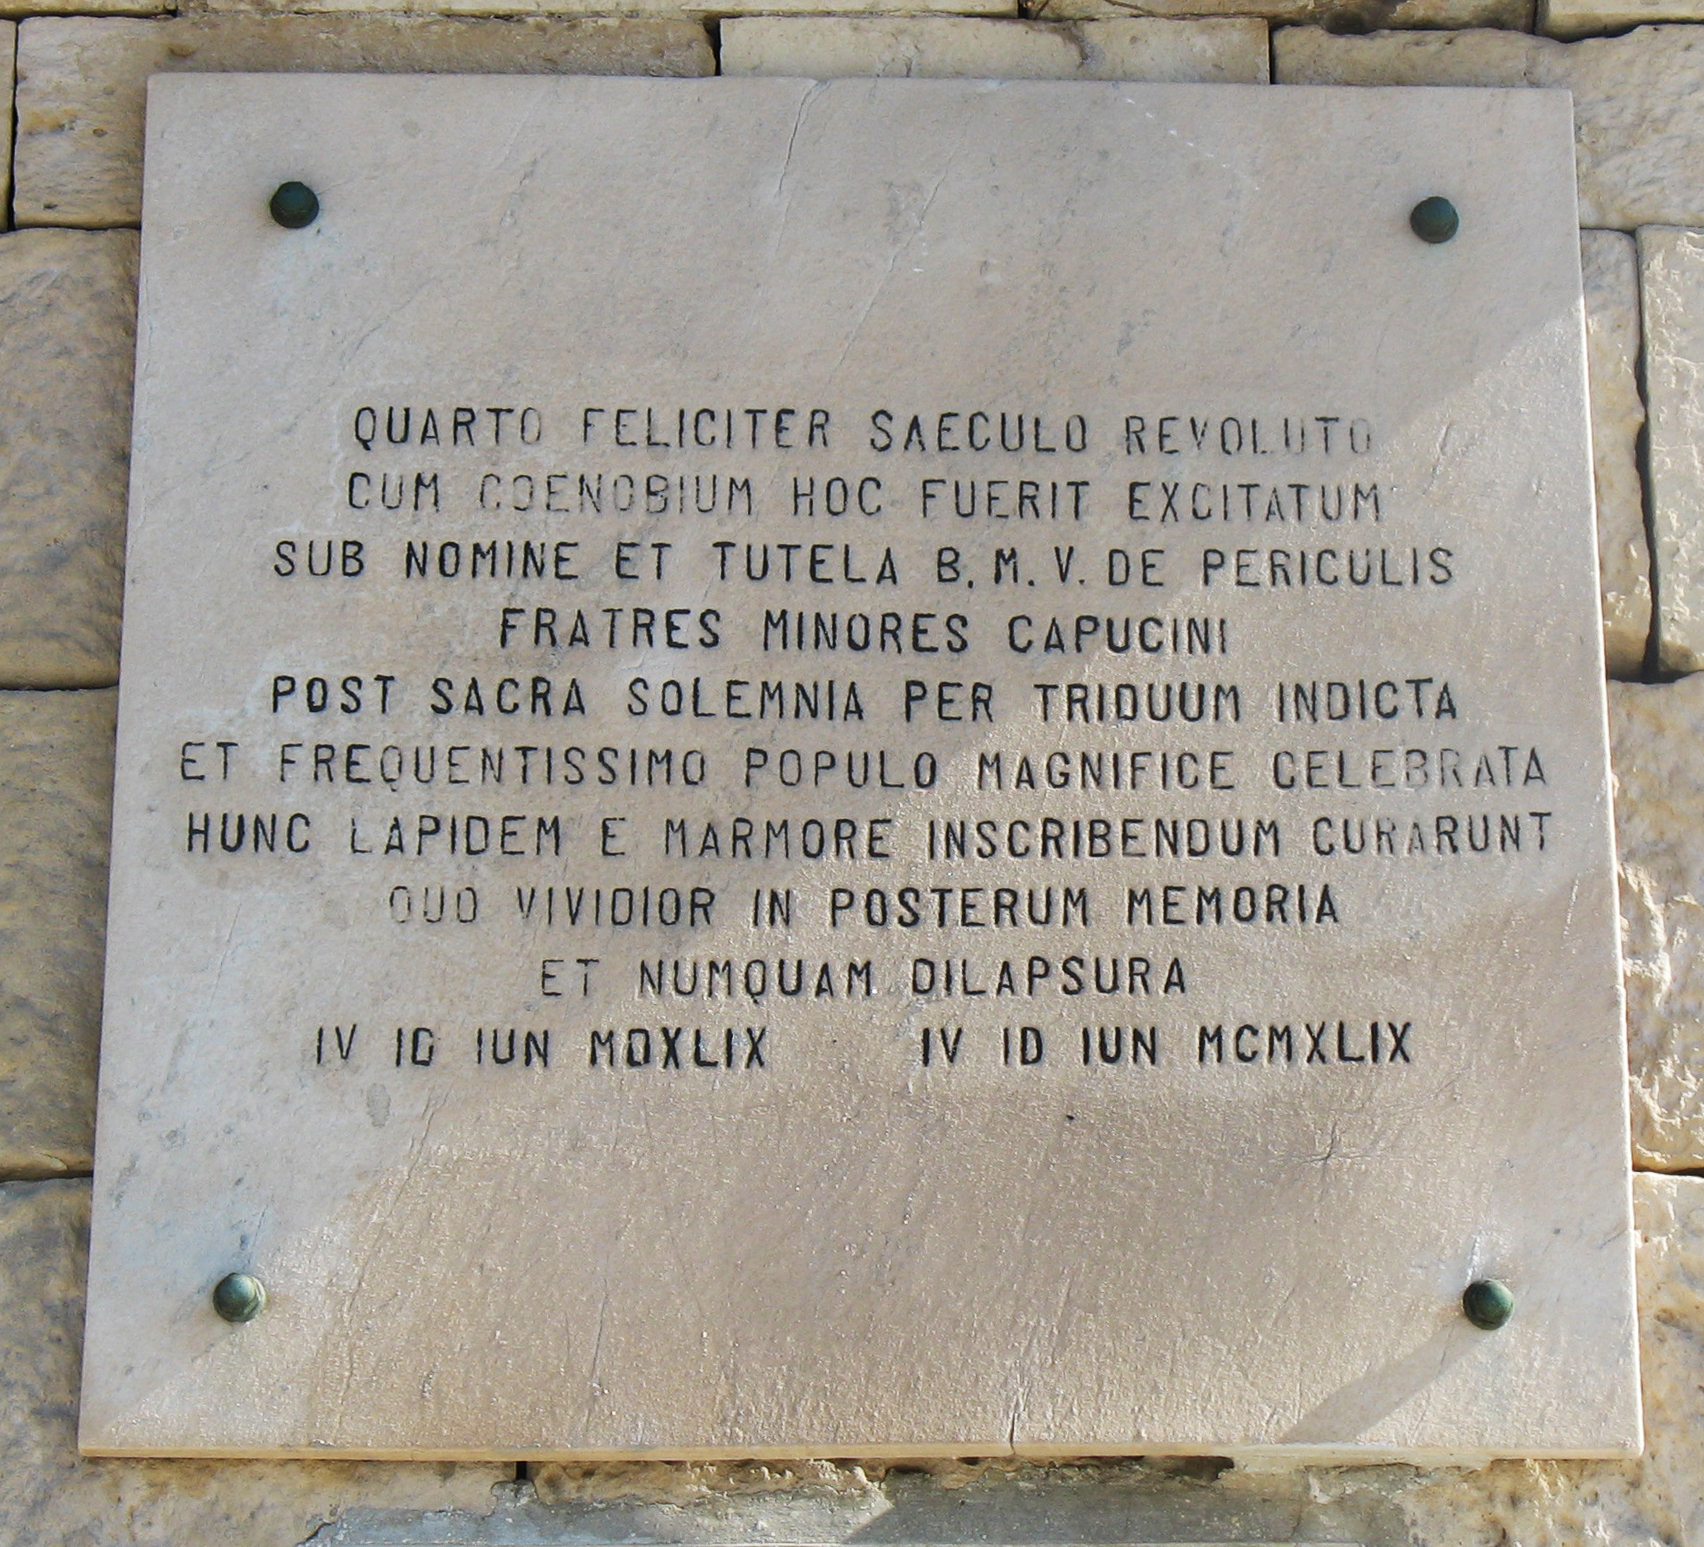 QUARTO FELICITER SAECULO REVOLUTO
CUM COENOBIUM HOC FUERIT EXCITATUM
SUB NOMINE ET TUTELA B. M. V. DE PERICULIS
FRATRES MINORES CAPUCINI
POST SACRA SOLEMNIA PER TRIDUUM INDICTA
ET FREQUENTISSIMO POPULO MAGNIFICE CELEBRATA
HUNC LAPIDEM E MARMORE INSCRIBENDUM CURARUNT
QUO VIVIDIOR IN POSTERUM MEMORIA
ET NUMQUAM DILAPSURA
IV ID IUN MDXLIX IV ID IUN MCMXLIX